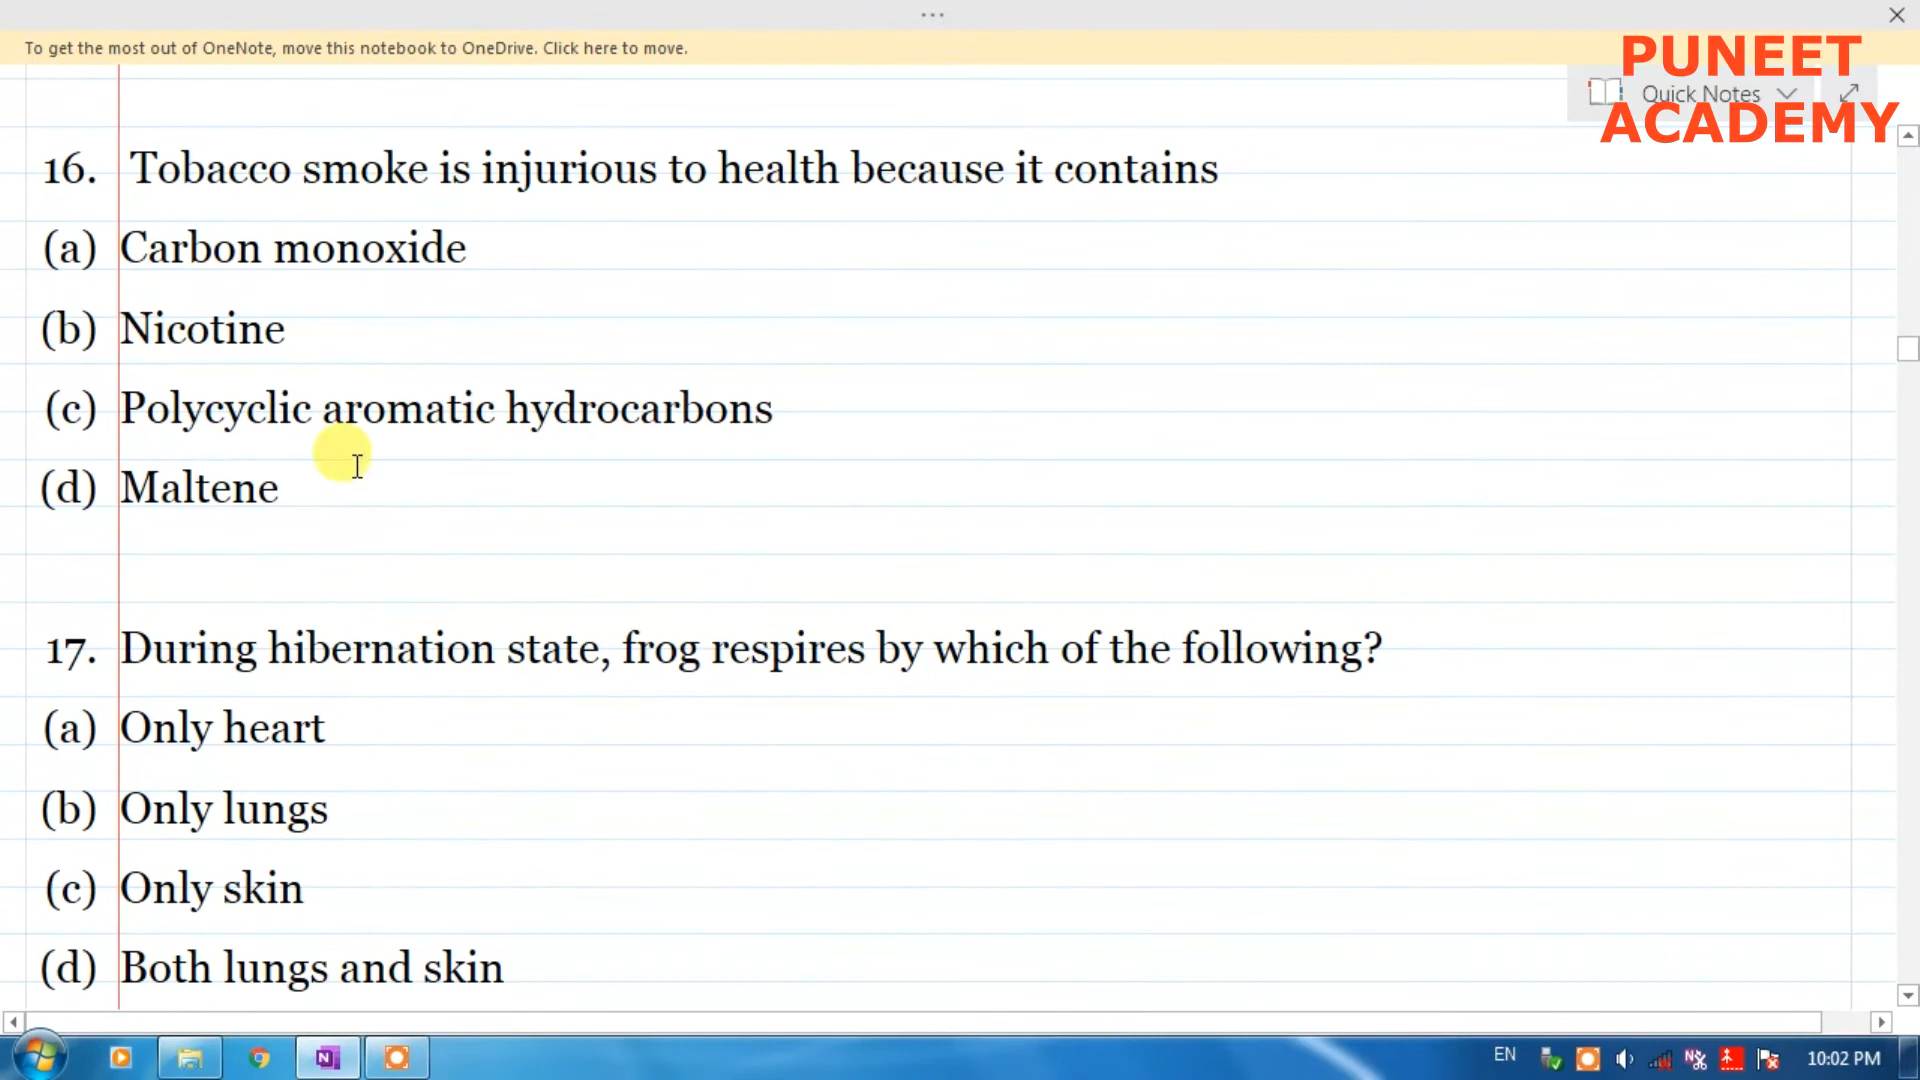 ...
To get the most out of OneNote, move this notebook to OneDrive. Click here to move.
PUNEET
Quick Notes
ACADEMY
16. Tobacco smoke is injurious to health because it contains
(a) Carbon monoxide
(b) Nicotine
(c) Polycyclic aromatic hydrocarbons
(d) Maltene
17. During hibernation state, frog respires by which of the following?
(a) Only heart
(b) Only lungs
(c) Only skin
(d) Both lungs and skin
EN
10:02 PM